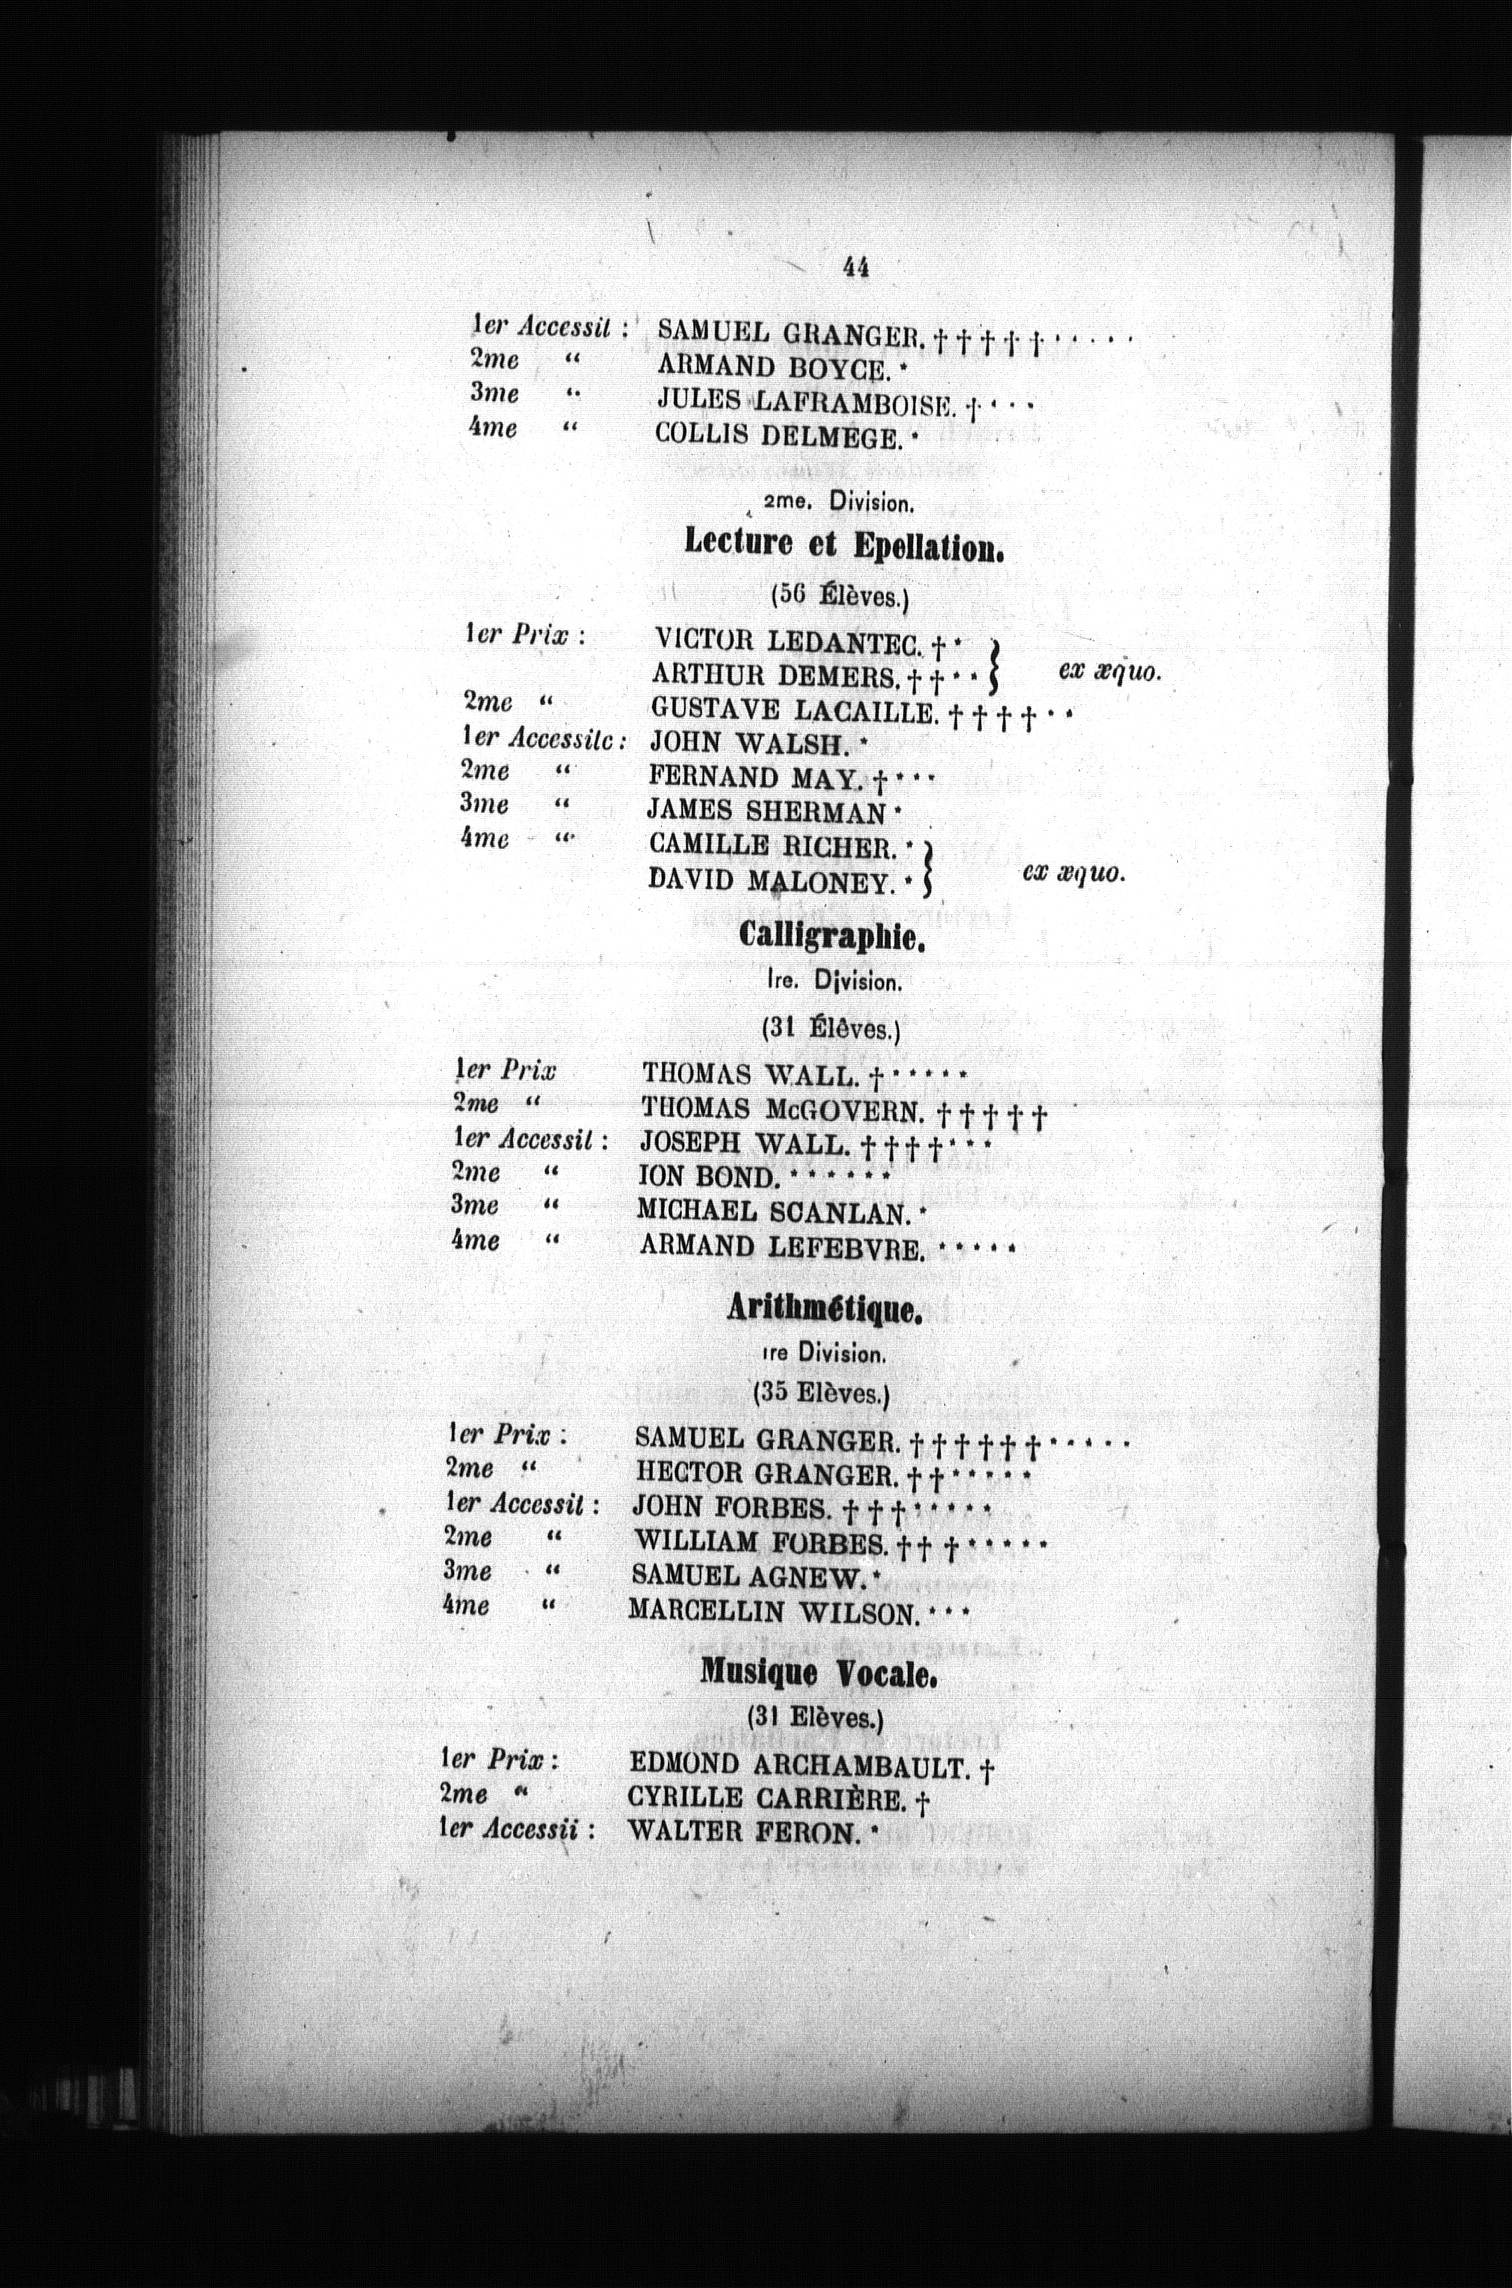 44
1er Accessit : SAMUEL GRANGER. † † † † † * * * * *
2me " ARMAND BOYCE. *
3me " JULES LAFRAMBOISE. † * * *
4me " COLLIS DELMEGE. *
2me. Division.
Lecture et Epellation.
(56 Élèves.)
1er Prix : VICTOR LEDANTEC. † * }
ARTHUR DEMERS. † † * * } ex æquo.
2me " GUSTAVE LACAILLE. † † † † * *
1er Accessitc : JOHN WALSH. *
2me " FERNAND MAY. † * * *
3me " JAMES SHERMAN *
4me " CAMILLE RICHER. * }
DAVID MALONEY. * } ex æquo.
Calligraphie.
1re. Division.
(31 Élêves.)
1er Prix THOMAS WALL. † * * * * *
2me " THOMAS McGOVERN. † † † † †
1er Accessit : JOSEPH WALL. † † † † * * *
2me " ION BOND. * * * * * *
3me " MICHAEL SCANLAN. *
4me " ARMAND LEFEBVRE. * * * * *
Arithmétique.
1re Division.
(35 Elèves.)
1er Prix : SAMUEL GRANGER. † † † † † † * * * * *
2me " HECTOR GRANGER. † † * * * * *
1er Accessit : JOHN FORBES. † † † * * * * *
2me " WILLIAM FORBES. † † † * * * * *
3me " SAMUEL AGNEW. *
4me " MARCELLIN WILSON. * * *
Musique Vocale.
(31 Elèves.)
1er Prix : EDMOND ARCHAMBAULT. †
2me " CYRILLE CARRIÈRE. †
1er Accessii : WALTER FERON. *